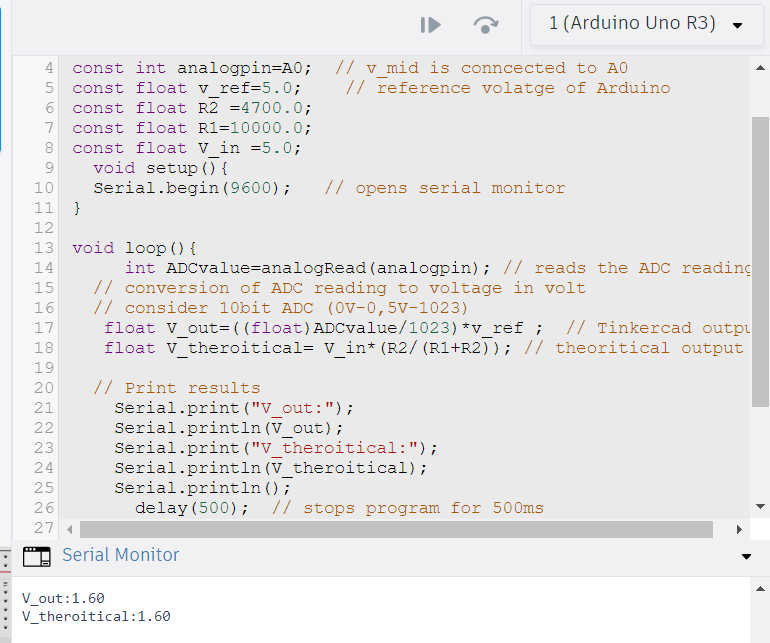 1 (Arduino Uno R3)
4 const int analogpin=A0;  // v_mid is conncected to A0
5 const float v_ref=5.0;    // reference volatge of Arduino
6 const float R2 =4700.0;
7 const float R1=10000.0;
8 const float V_in =5.0;
9   void setup(){
10   Serial.begin(9600);   // opens serial monitor
11 }
12
13 void loop(){
14      int ADCvalue=analogRead(analogpin); // reads the ADC reading
15   // conversion of ADC reading to voltage in volt
16   // consider 10bit ADC (0V-0,5V-1023)
17    float V_out=((float)ADCvalue/1023)*v_ref ;  // Tinkercad outpu
18    float V_theroitical= V_in*(R2/(R1+R2)); // theoritical output
19
20   // Print results
21     Serial.print("V_out:");
22     Serial.println(V_out);
23     Serial.print("V_theroitical:");
24     Serial.println(V_theroitical);
25     Serial.println();
26       delay(500);  // stops program for 500ms
27
Serial Monitor
V_out:1.60
V_theroitical:1.60